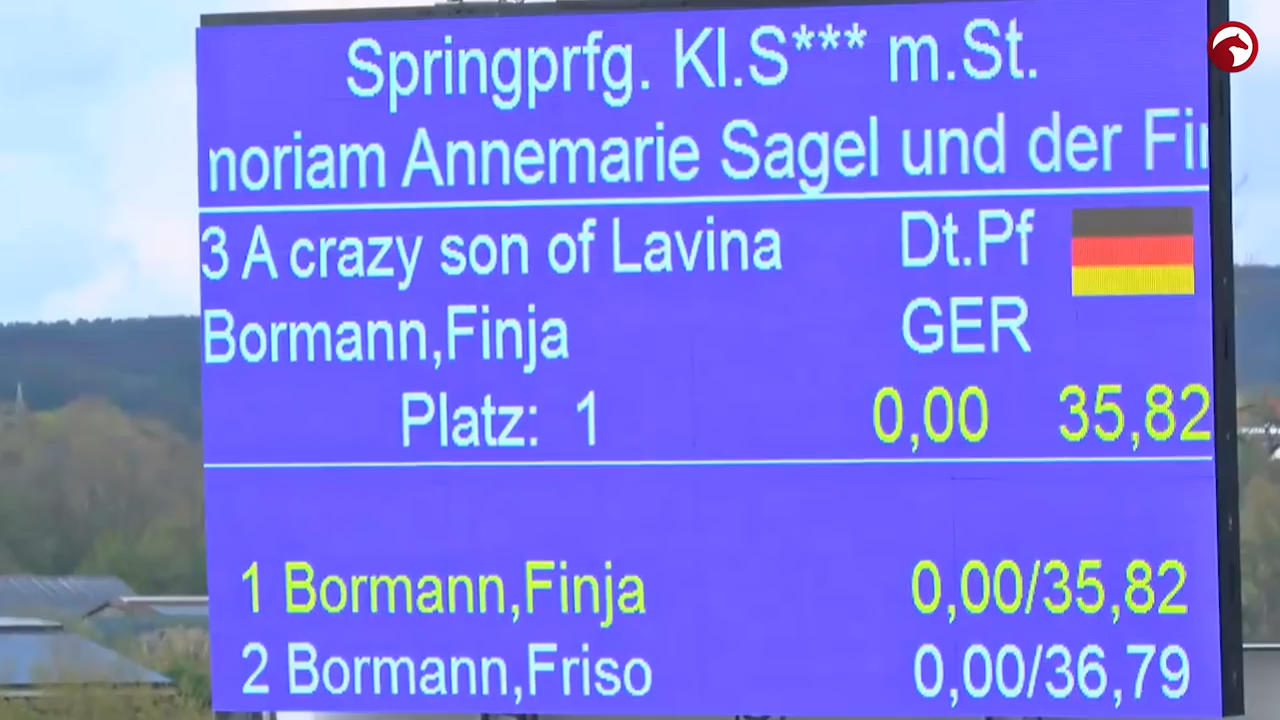 Springprfg. Kl.S*** m.St.
noriam Annemarie Sagel und der Fi
3 A crazy son of Lavina Dt.Pf
Bormann,Finja GER
Platz: 1 0,00 35,82
1 Bormann,Finja 0,00/35,82
2 Bormann,Friso 0,00/36,79